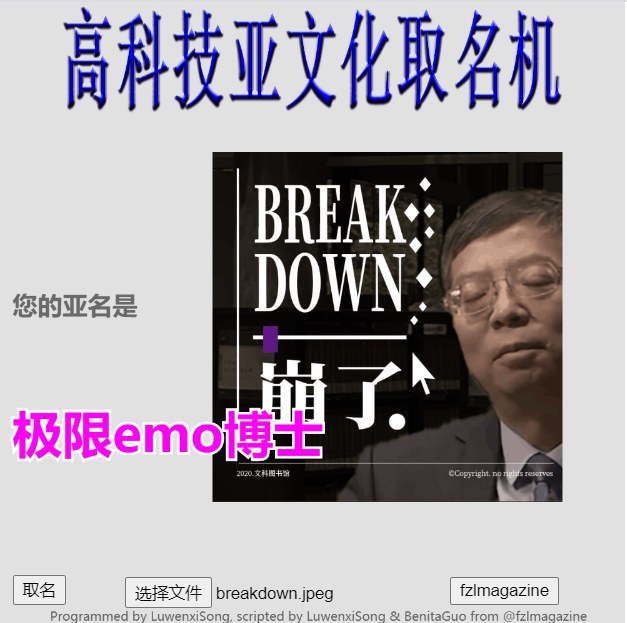 高科技亚文化取名机
BREAK
DOWN
您的亚名是
崩了.
极限emo博士
2020.文科图书馆
©Copyright. no rights reserves
取名
选择文件 breakdown.jpeg
fzlmagazine
Programmed by LuwenxiSong, scripted by LuwenxiSong & BenitaGuo from @fzlmagazine